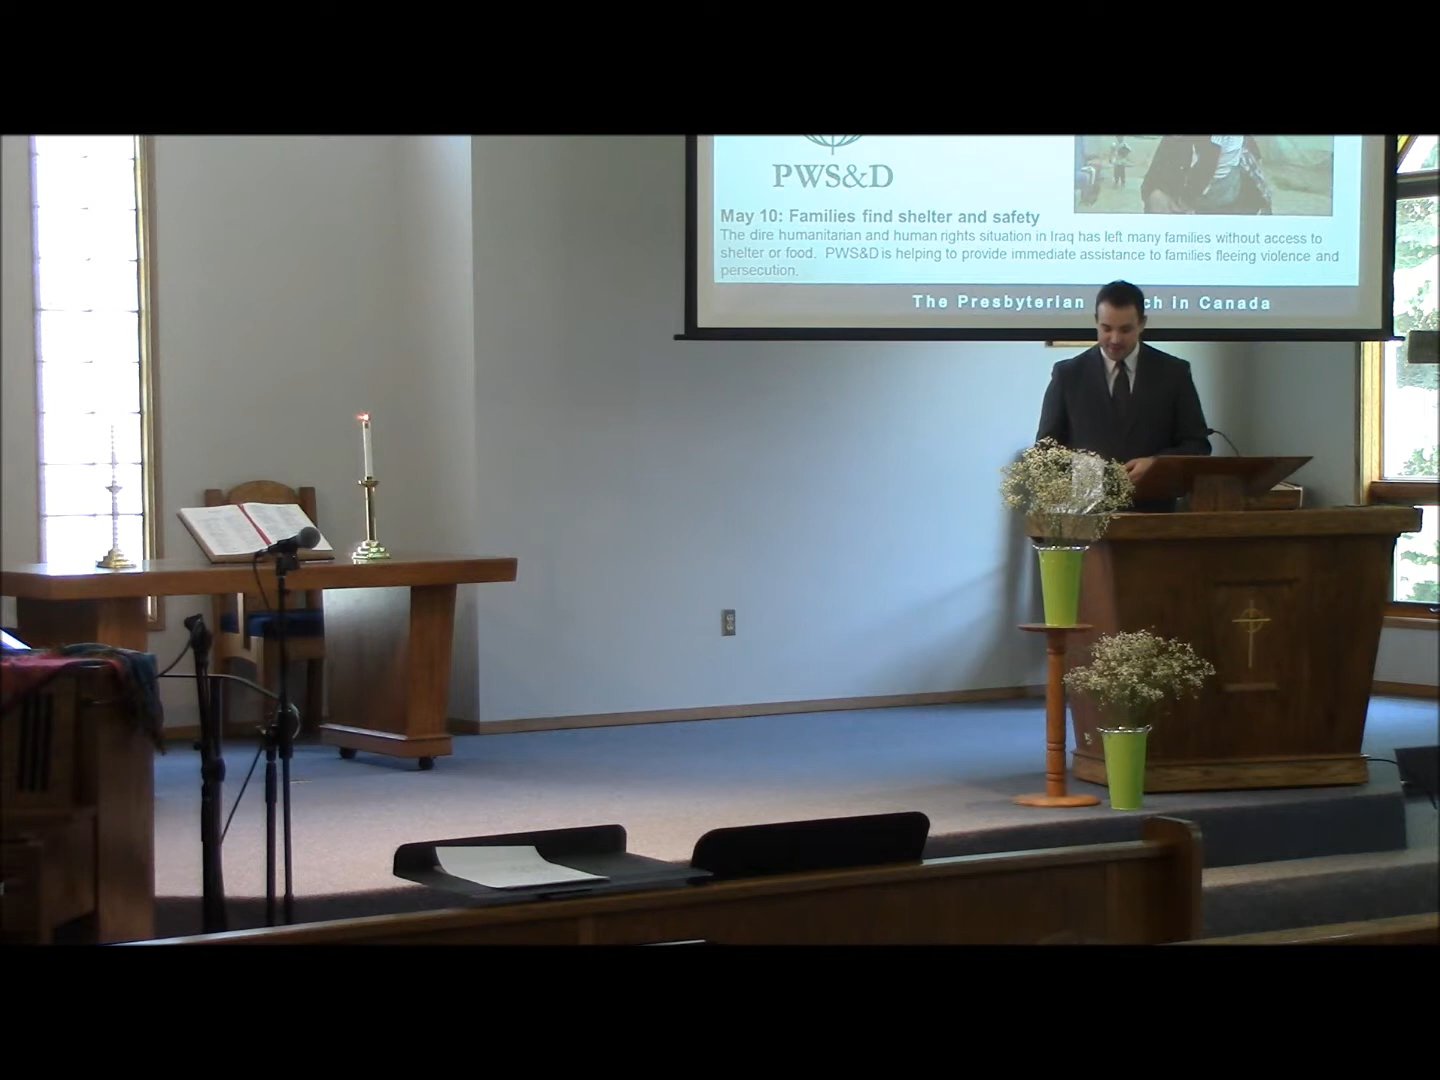 PWS&D
May 10: Families find shelter and safety
The dire humanitarian and human rights situation in Iraq has left many families without access to
shelter or food. PWS&D is helping to provide immediate assistance to families fleeing violence and
persecution.
The Presbyterian ch in Canada